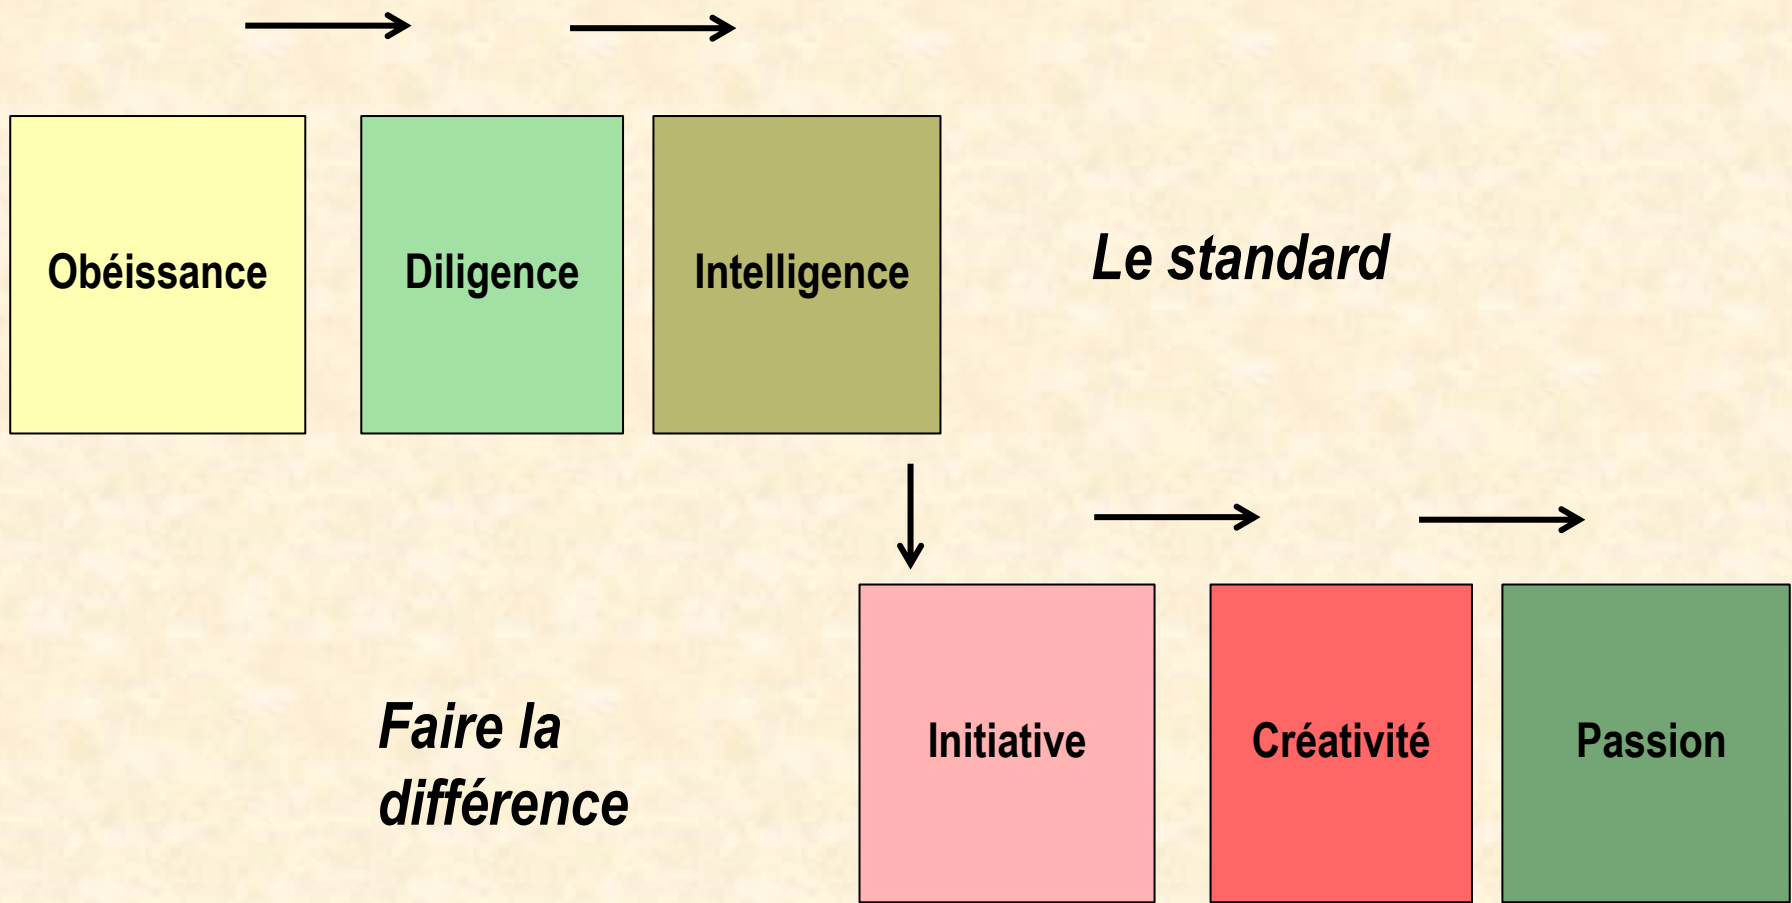 Obéissance
Diligence
Intelligence
Le standard
Faire la
différence
Initiative
Créativité
Passion